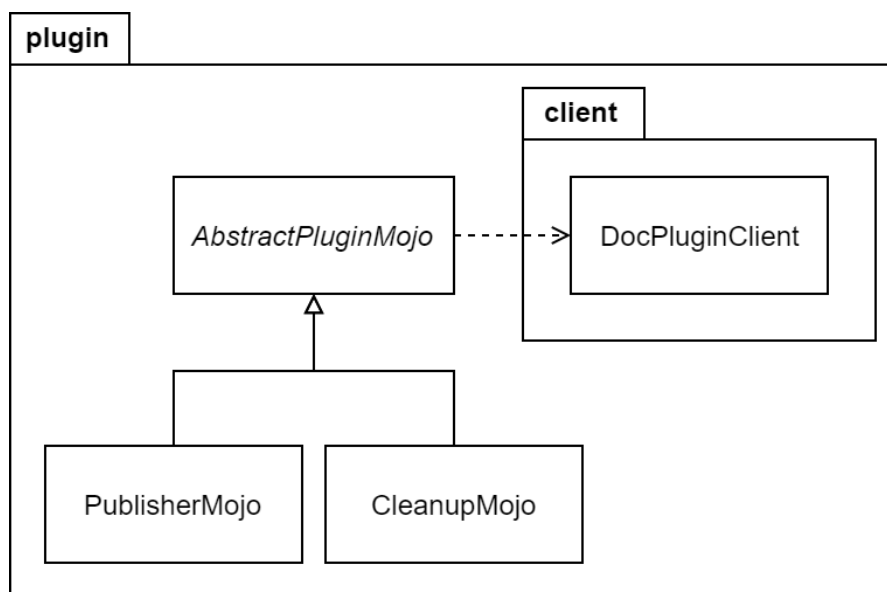 plugin
client
AbstractPluginMojo
DocPluginClient
PublisherMojo
CleanupMojo